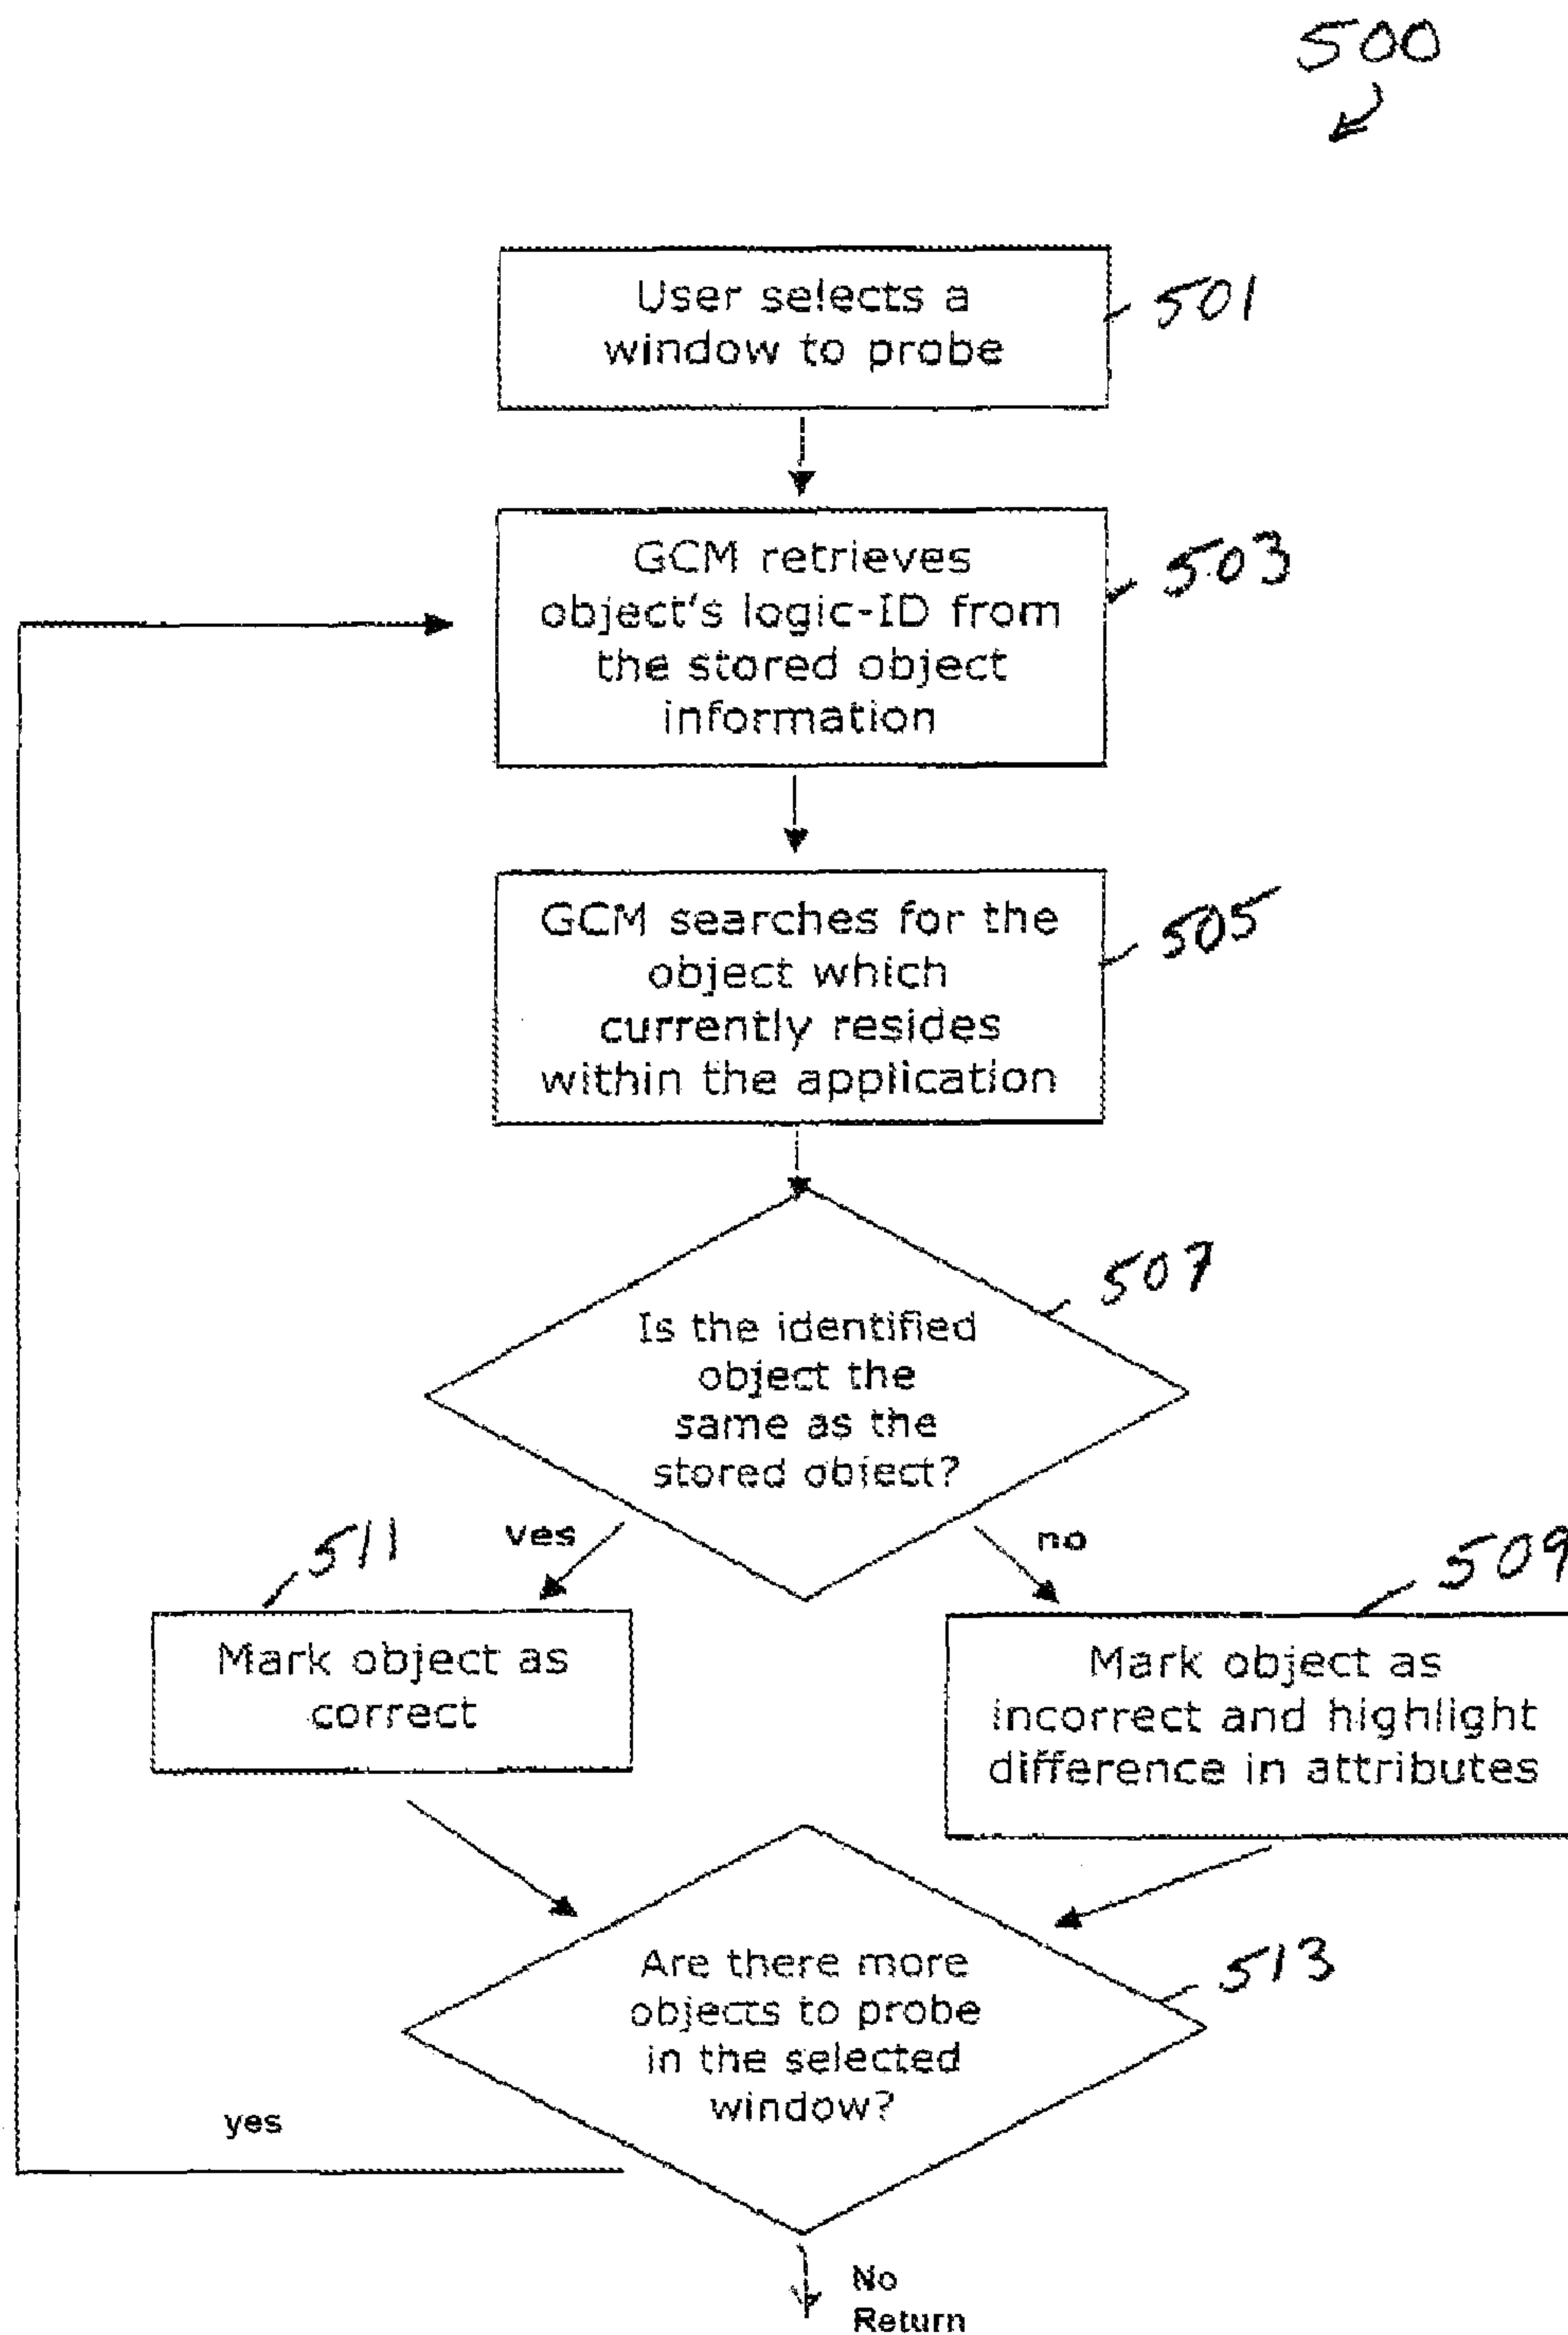 500
User selects a
window to probe
501
GCM retrieves
object's logic-ID from
the stored object
information
503
GCM searches for the
object which
currently resides
within the application
505
507
Is the identified
object the
same as the
stored object?
511
yes
no
509
Mark object as
correct
Mark object as
incorrect and highlight
difference in attributes
Are there more
objects to probe
in the selected
window?
513
yes
No
Return